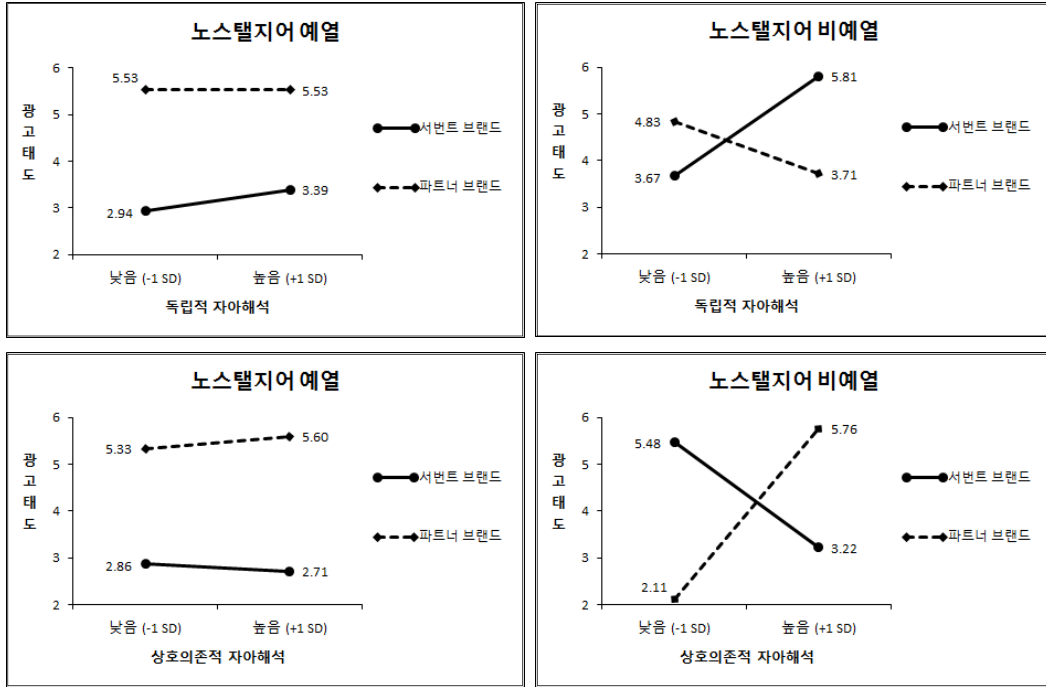 노스탤지어 예열
6
5
4
3
2
광고태도
5.53
5.53
2.94
3.39
서번트 브랜드
파트너 브랜드
낮음 (-1 SD)
높음 (+1 SD)
독립적 자아해석
노스탤지어 비예열
6
5
4
3
2
광고태도
4.83
3.67
5.81
3.71
서번트 브랜드
파트너 브랜드
낮음 (-1 SD)
높음 (+1 SD)
독립적 자아해석
노스탤지어 예열
6
5
4
3
2
광고태도
5.33
5.60
2.86
2.71
서번트 브랜드
파트너 브랜드
낮음 (-1 SD)
높음 (+1 SD)
상호의존적 자아해석
노스탤지어 비예열
6
5
4
3
2
광고태도
5.48
2.11
5.76
3.22
서번트 브랜드
파트너 브랜드
낮음 (-1 SD)
높음 (+1 SD)
상호의존적 자아해석